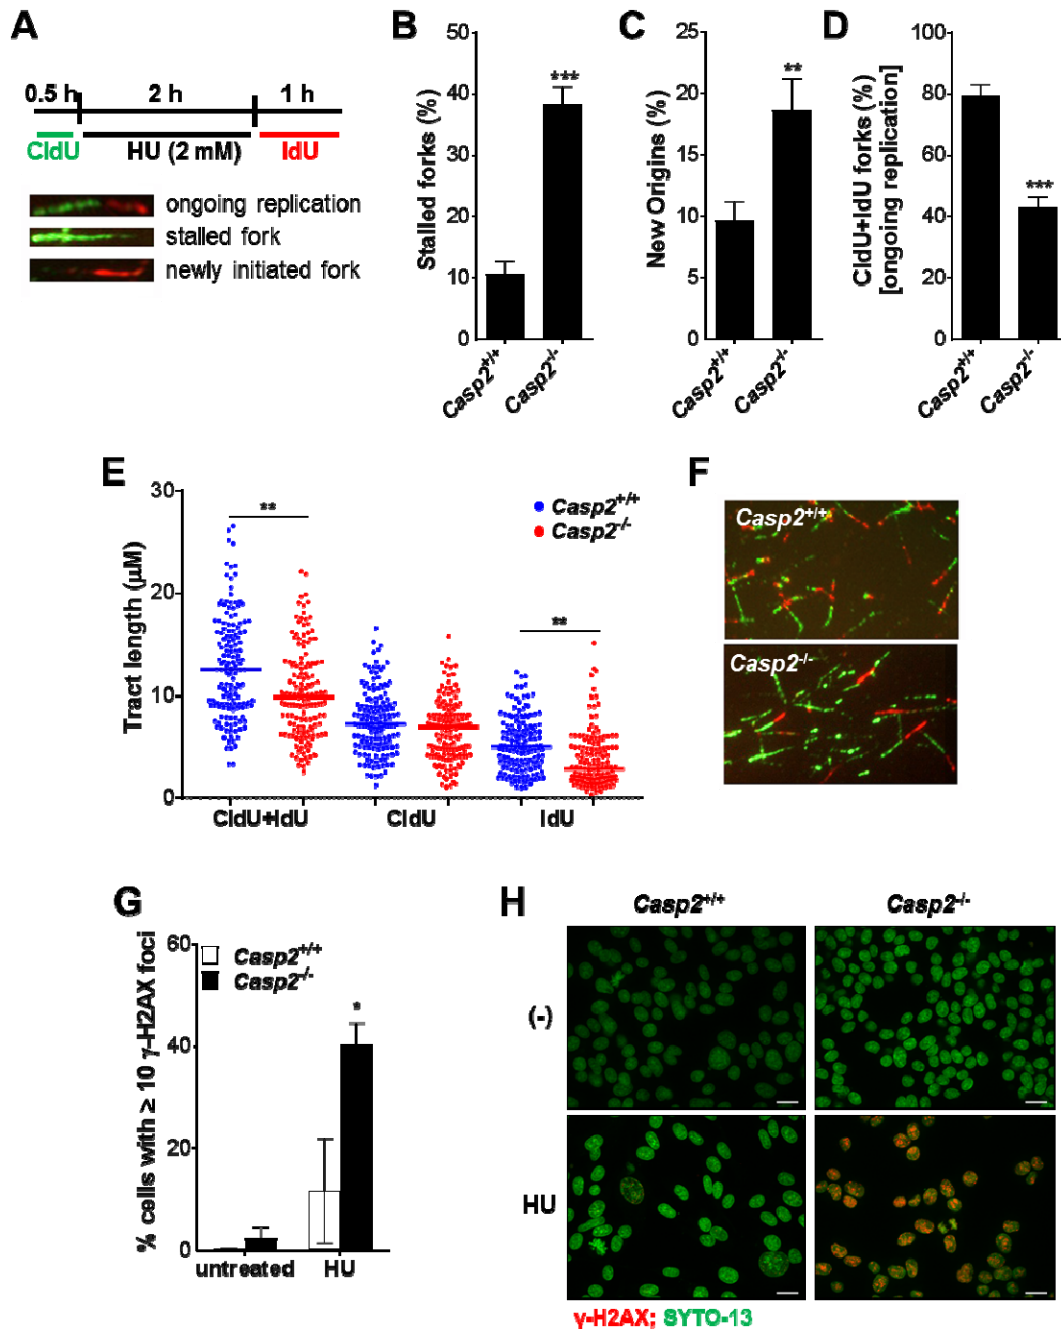 A
0.5 h
2 h
1 h
CldU
HU (2 mM)
IdU
ongoing replication
stalled fork
newly initiated fork
B
Stalled forks (%)
50
40
30
20
10
0
Casp2+/+
Casp2-/-
***
C
New Origins (%)
25
20
15
10
5
0
Casp2+/+
Casp2-/-
**
D
CldU+IdU forks (%)
[ongoing replication]
100
80
60
40
20
0
Casp2+/+
Casp2-/-
***
E
Tract length (μM)
30
20
10
0
**
**
Casp2+/+
Casp2-/-
CldU+IdU
CldU
IdU
F
Casp2+/+
Casp2-/-
G
% cells with ≥ 10 γ-H2AX foci
60
40
20
0
Casp2+/+
Casp2-/-
*
untreated
HU
H
Casp2+/+
Casp2-/-
(-)
HU
γ-H2AX; SYTO-13